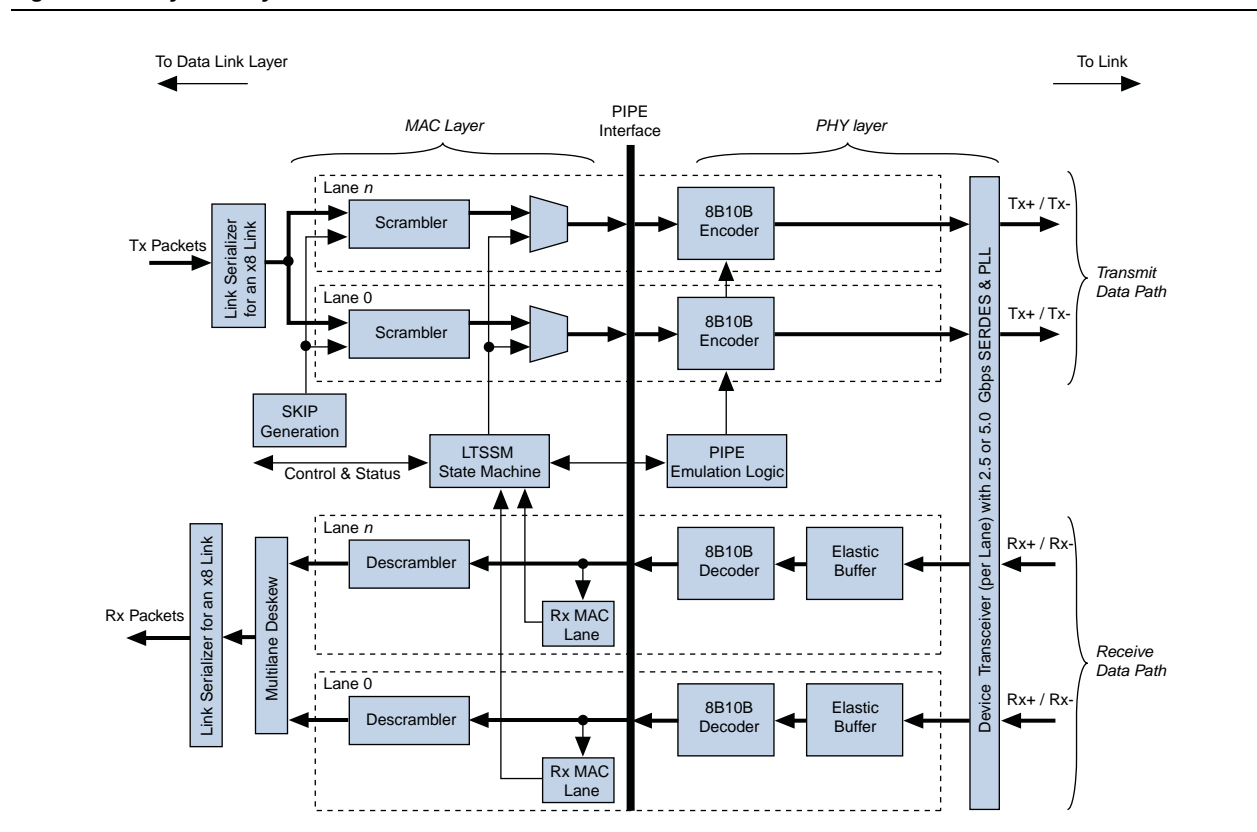 To Data Link Layer
To Link
MAC Layer
PIPE
Interface
PHY layer
Lane n
Scrambler
8B10B
Encoder
Tx+ / Tx-
Tx Packets
Link Serializer
for an x8 Link
Lane 0
Scrambler
8B10B
Encoder
Tx+ / Tx-
Transmit
Data Path
SKIP
Generation
Control & Status
LTSSM
State Machine
PIPE
Emulation Logic
Device Transceiver (per Lane) with 2.5 or 5.0 Gbps SERDES & PLL
Lane n
Descrambler
8B10B
Decoder
Elastic
Buffer
Rx+ / Rx-
Rx MAC
Lane
Rx Packets
Link Serializer for an x8 Link
Multilane Deskew
Lane 0
Descrambler
8B10B
Decoder
Elastic
Buffer
Rx+ / Rx-
Rx MAC
Lane
Receive
Data Path